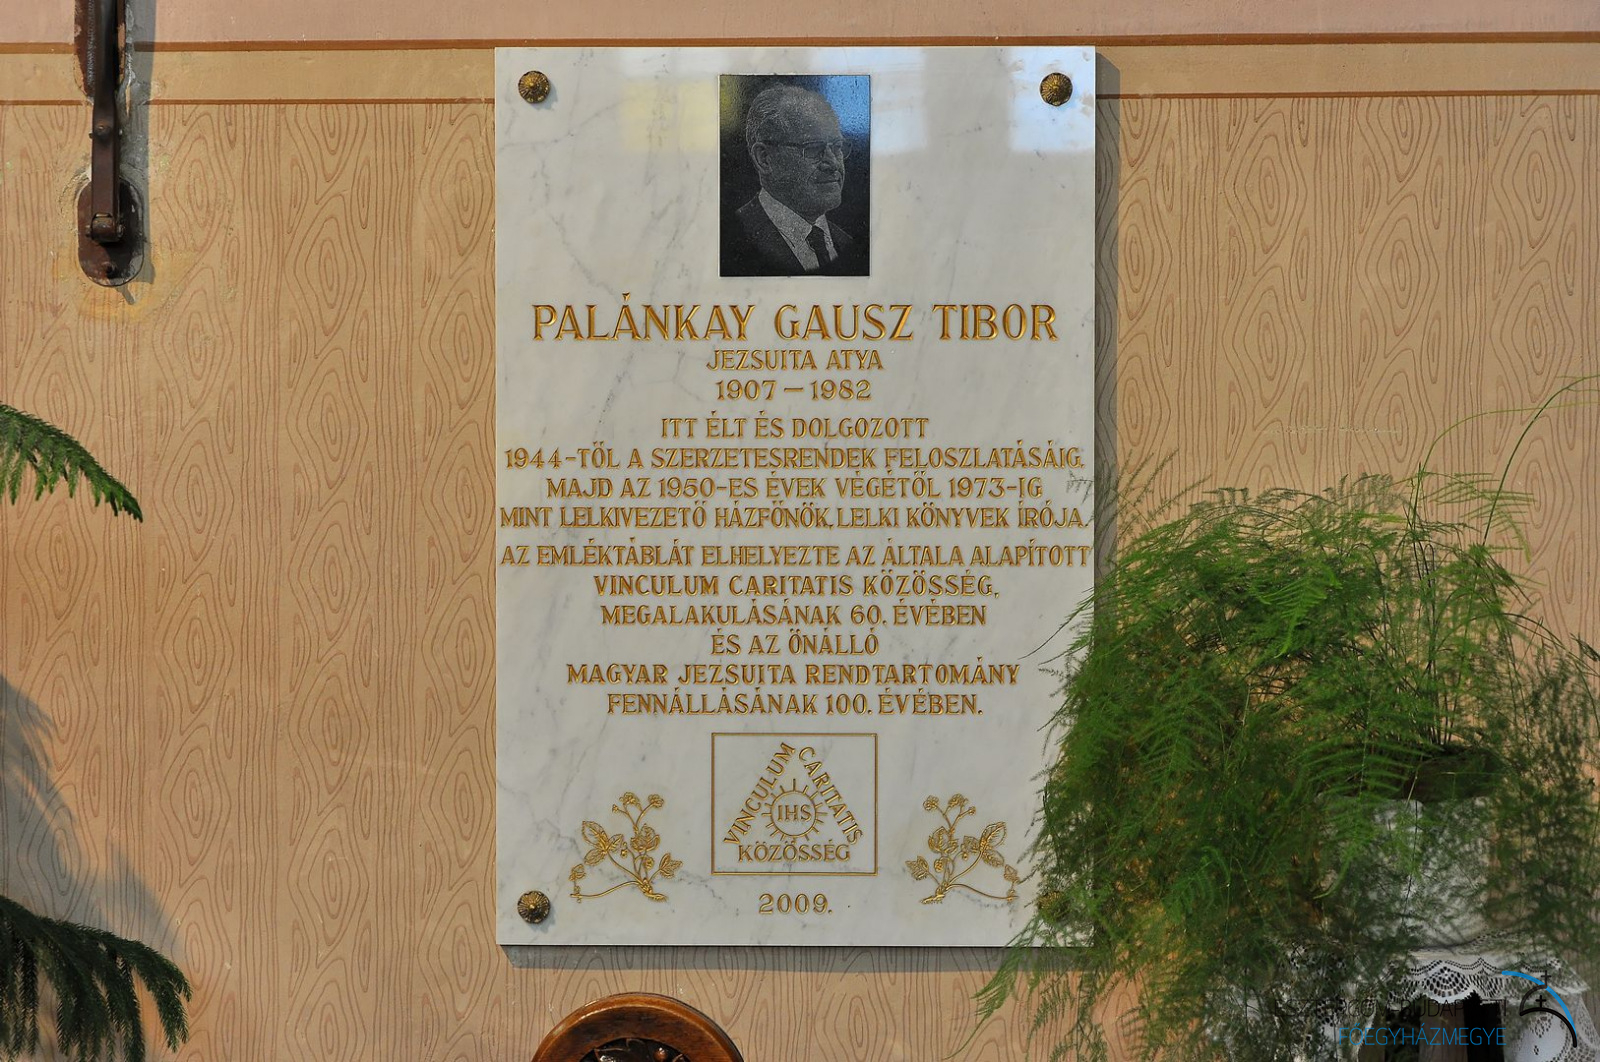 PALÁNKAY GAUSZ TIBOR
JEZSUITA ATYA
1907 – 1982
ITT ÉLT ÉS DOLGOZOTT
1944-TŐL A SZERZETESRENDEK FELOSZLATÁSÁIG,
MAJD AZ 1950-ES ÉVEK VÉGÉTŐL 1973-IG
MINT LELKIVEZETŐ HÁZFŐNÖK, LELKI KÖNYVEK ÍRÓJA.
AZ EMLÉKTÁBLÁT ELHELYEZTE AZ ÁLTALA ALAPÍTOTT
VINCULUM CARITATIS KÖZÖSSÉG,
MEGALAKULÁSÁNAK 60. ÉVÉBEN
ÉS AZ ÖNÁLLÓ
MAGYAR JEZSUITA RENDTARTOMÁNY
FENNÁLLÁSÁNAK 100. ÉVÉBEN.
VINCULUM CARITATIS
IHS
KÖZÖSSÉG
2009.
ESZTERGOM-BUDAPESTI
FŐEGYHÁZMEGYE